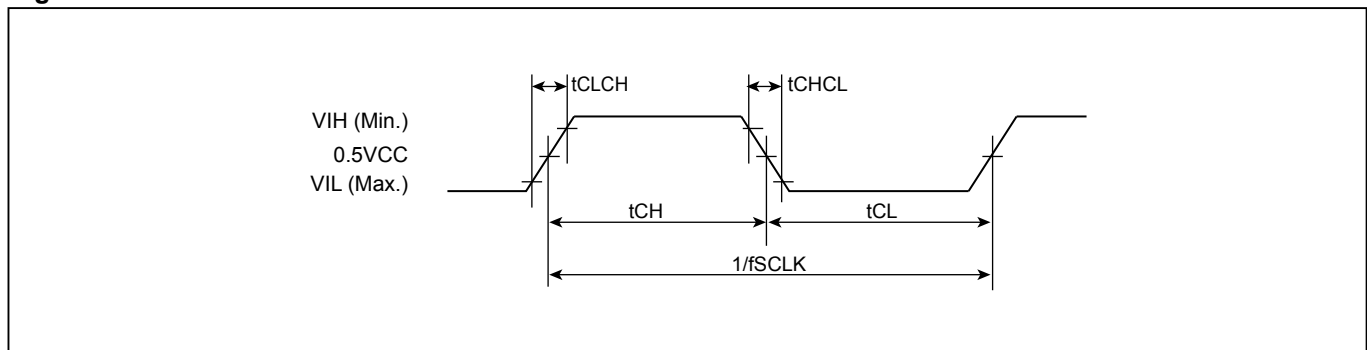 tCLCH
tCHCL
VIH (Min.)
0.5VCC
VIL (Max.)
tCH
tCL
1/fSCLK